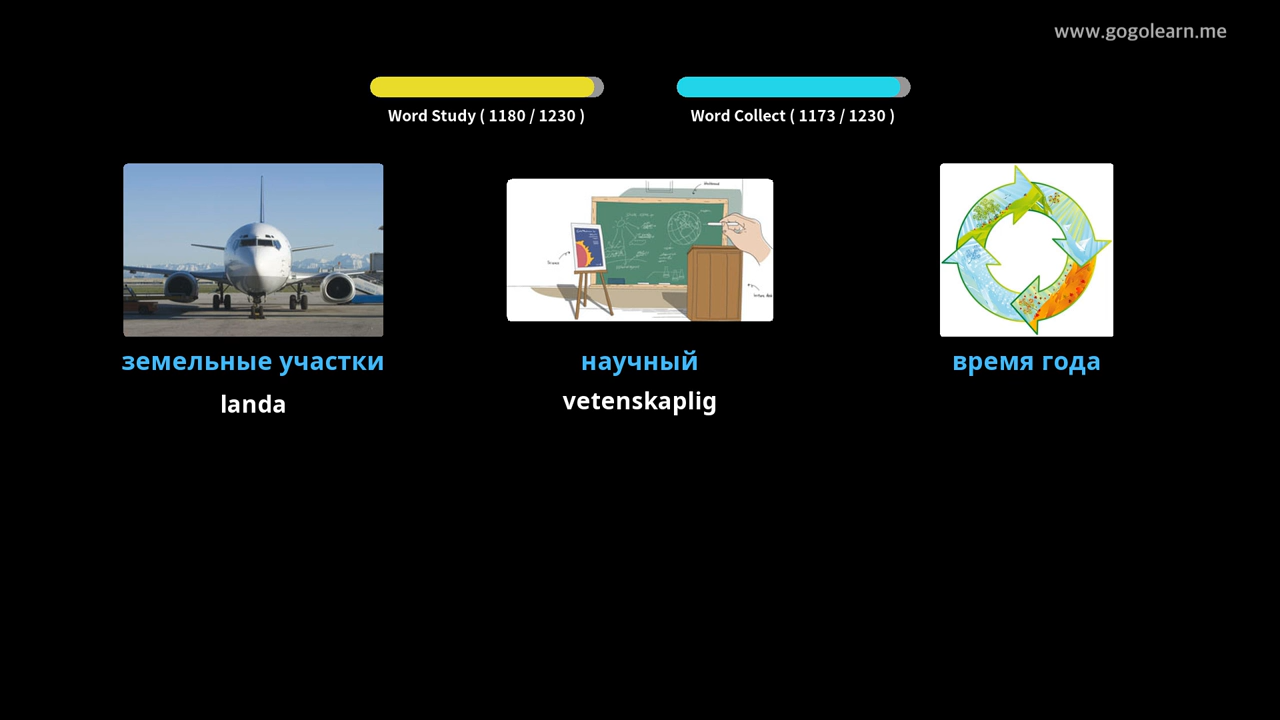 www.gogolearn.me
Word Study ( 1180 / 1230 )
Word Collect ( 1173 / 1230 )
земельные участки
научный
время года
landa
vetenskaplig